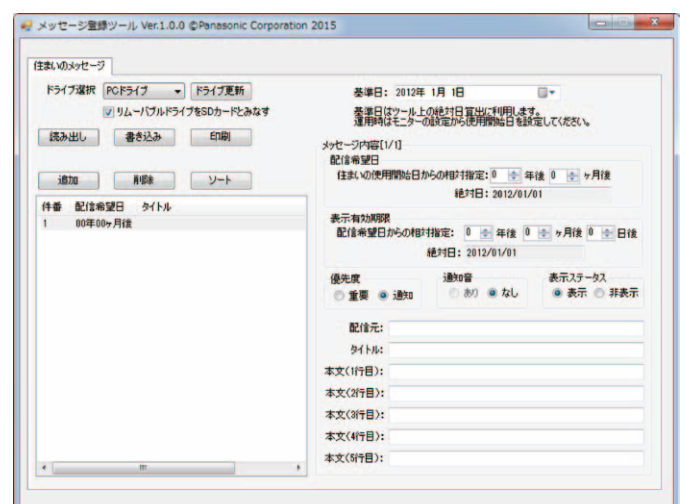 メッセージ登録ツール Ver.1.0.0 ©Panasonic Corporation 2015
住まいのメッセージ
ドライブ選択 PCドライブ ドライブ更新
リムーバブルドライブをSDカードとみなす
読み出し 書き込み 印刷
追加 削除 ソート
件番 配信希望日 タイトル
1 00年00ヶ月後
基準日: 2012年 1月 1日
基準日はツール上の絶対日算出に利用します。
運用時はモニターの設定から使用開始日を設定してください。
メッセージ内容[1/1]
配信希望日
住まいの使用開始日からの相対指定: 0 年後 0 ヶ月後
絶対日: 2012/01/01
表示有効期限
配信希望日からの相対指定: 0 年後 0 ヶ月後 0 日後
絶対日: 2012/01/01
優先度 通知音 表示ステータス
重要 通知 あり なし 表示 非表示
配信元:
タイトル:
本文(1行目):
本文(2行目):
本文(3行目):
本文(4行目):
本文(5行目):